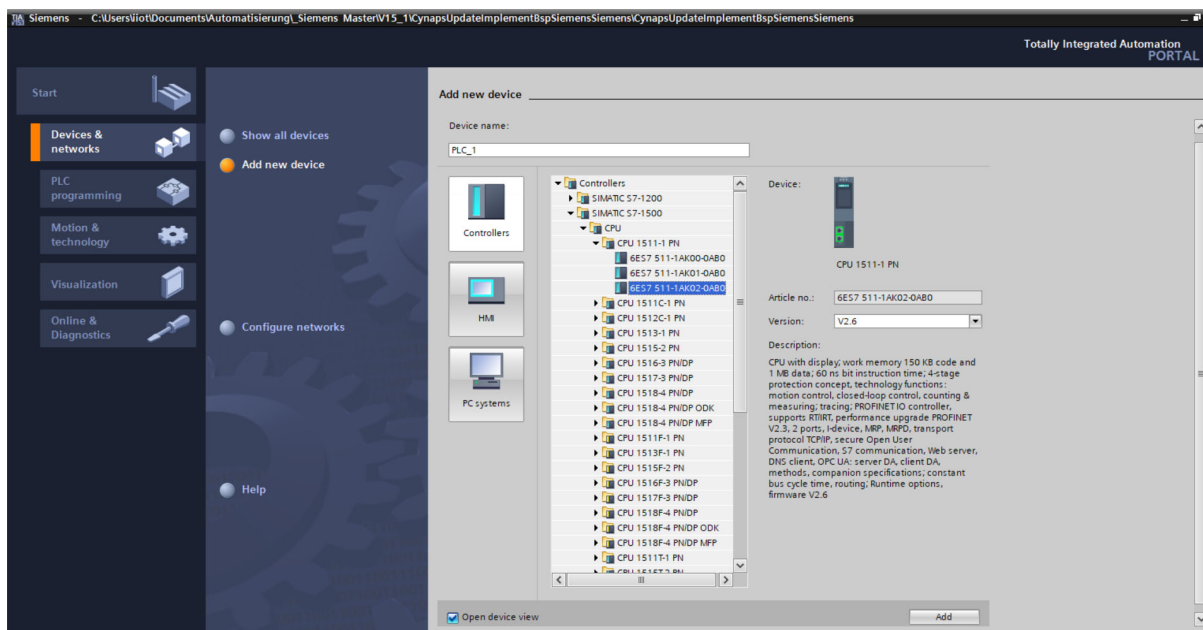 Siemens - C:\Users\iiot\Documents\Automatisierung\_Siemens Master\V15_1\CynapsUpdateImplementBspSiemensSiemens\CynapsUpdateImplementBspSiemensSiemens
Totally Integrated Automation
PORTAL
Start
Devices &
networks
PLC
programming
Motion &
technology
Visualization
Online &
Diagnostics
Show all devices
Add new device
Configure networks
Help
Add new device
Device name:
PLC_1
Controllers
HMI
PC systems
Controllers
SIMATIC S7-1200
SIMATIC S7-1500
CPU
CPU 1511-1 PN
6ES7 511-1AK00-0AB0
6ES7 511-1AK01-0AB0
6ES7 511-1AK02-0AB0
CPU 1511C-1 PN
CPU 1512C-1 PN
CPU 1513-1 PN
CPU 1515-2 PN
CPU 1516-3 PN/DP
CPU 1517-3 PN/DP
CPU 1518-4 PN/DP
CPU 1518-4 PN/DP ODK
CPU 1518-4 PN/DP MFP
CPU 1511F-1 PN
CPU 1513F-1 PN
CPU 1515F-2 PN
CPU 1516F-3 PN/DP
CPU 1517F-3 PN/DP
CPU 1518F-4 PN/DP
CPU 1518F-4 PN/DP ODK
CPU 1518F-4 PN/DP MFP
CPU 1511T-1 PN
CPU 1515T-2 PN
Device:
CPU 1511-1 PN
Article no.: 6ES7 511-1AK02-0AB0
Version: V2.6
Description:
CPU with display; work memory 150 KB code and
1 MB data; 60 ns bit instruction time; 4-stage
protection concept, technology functions:
motion control, closed-loop control, counting &
measuring; tracing; PROFINET IO controller,
supports RT/IRT, performance upgrade PROFINET
V2.3, 2 ports, I-device, MRP, MRPD, transport
protocol TCP/IP, secure Open User
Communication, S7 communication, Web server,
DNS client, OPC UA: server DA, client DA,
methods, companion specifications; constant
bus cycle time, routing; Runtime options,
firmware V2.6
Open device view
Add